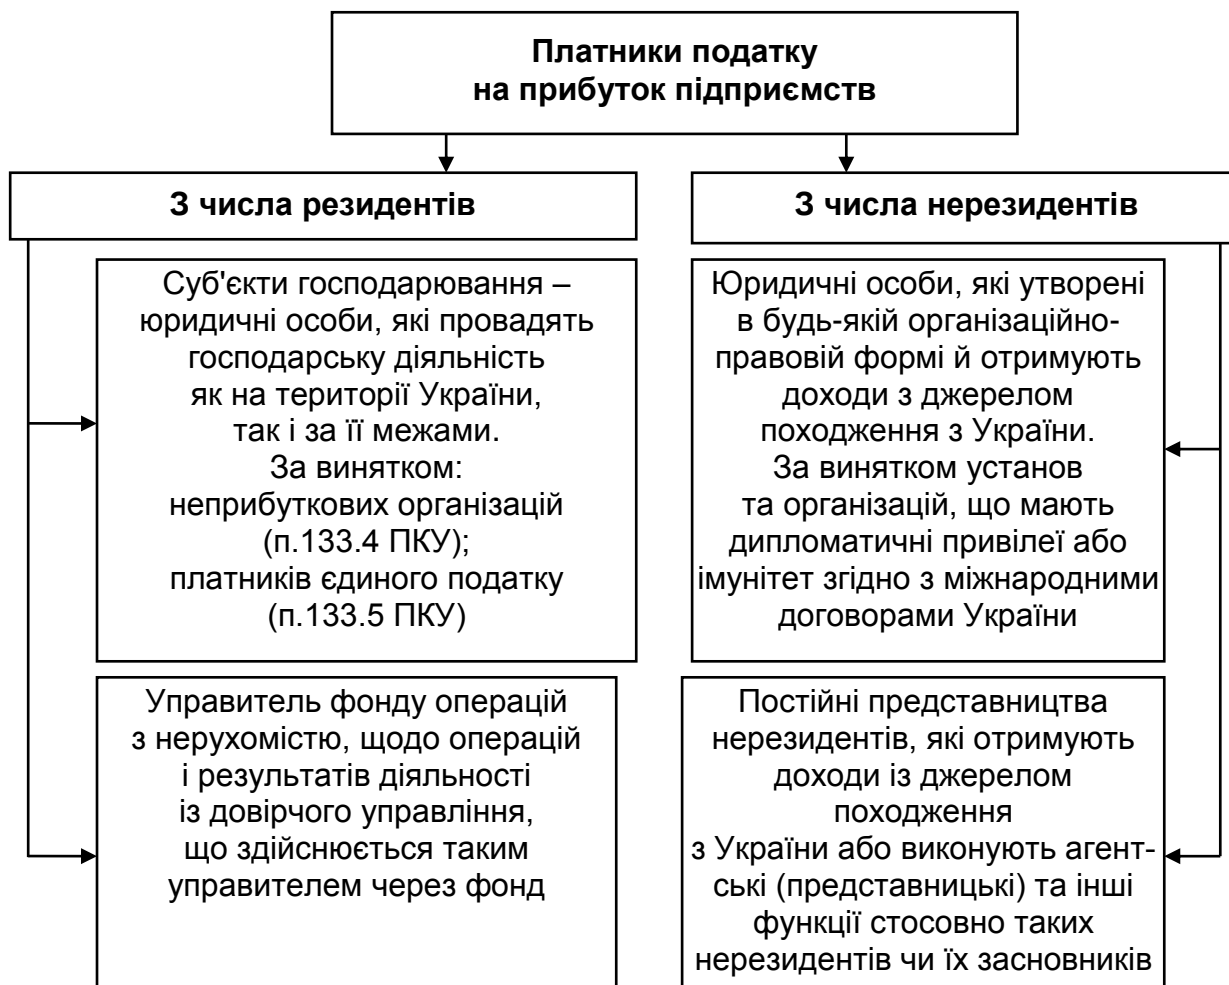 Платники податку
на прибуток підприємств
З числа резидентів
З числа нерезидентів
Суб'єкти господарювання –
юридичні особи, які провадять
господарську діяльність
як на території України,
так і за її межами.
За винятком:
неприбуткових організацій
(п.133.4 ПКУ);
платників єдиного податку
(п.133.5 ПКУ)
Юридичні особи, які утворені
в будь-якій організаційно-
правовій формі й отримують
доходи з джерелом
походження з України.
За винятком установ
та організацій, що мають
дипломатичні привілеї або
імунітет згідно з міжнародними
договорами України
Управитель фонду операцій
з нерухомістю, щодо операцій
і результатів діяльності
із довірчого управління,
що здійснюється таким
управителем через фонд
Постійні представництва
нерезидентів, які отримують
доходи із джерелом
походження
з України або виконують агент-
ські (представницькі) та інші
функції стосовно таких
нерезидентів чи їх засновників